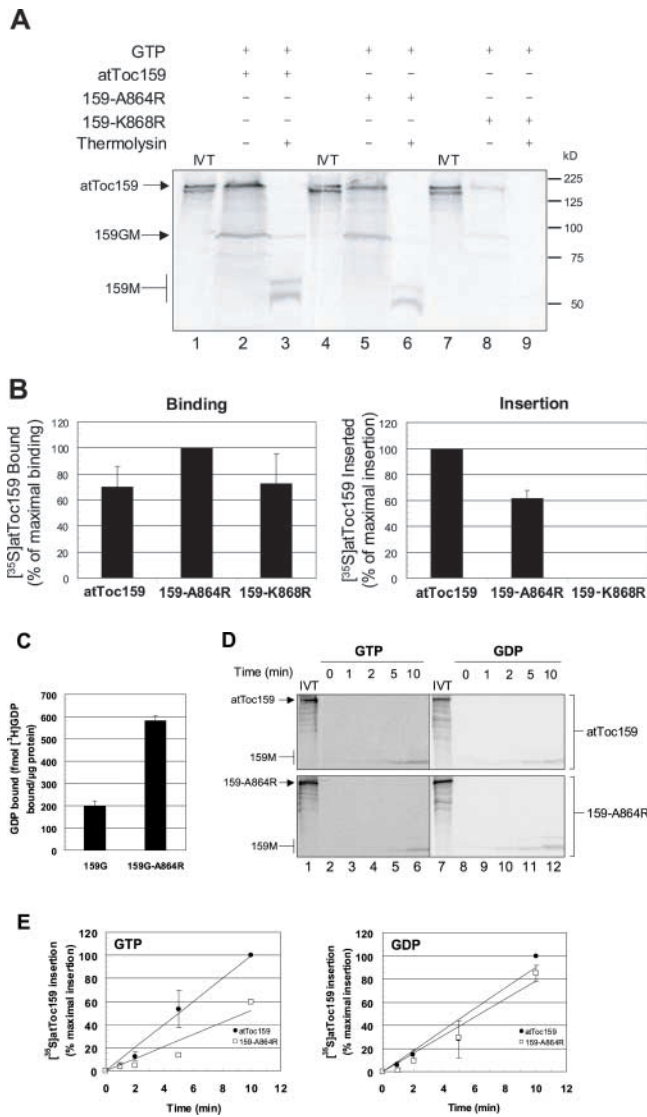 A
GTP + + + + + +
atToc159 + + − − − −
159-A864R − − + + − −
159-K868R − − − − + +
Thermolysin − + − + − +
IVT IVT IVT kD
atToc159 225
125
159GM 100
75
159M 50
1 2 3 4 5 6 7 8 9
B
Binding
[³⁵S]atToc159 Bound
(% of maximal binding)
120
100
80
60
40
20
0
atToc159 159-A864R 159-K868R
Insertion
[³⁵S]atToc159 Inserted
(% of maximal insertion)
120
100
80
60
40
20
0
atToc159 159-A864R 159-K868R
C
GDP bound (fmol [³H]GDP
bound/µg protein)
700
600
500
400
300
200
100
0
159G 159G-A864R
D
GTP GDP
Time (min) 0 1 2 5 10 0 1 2 5 10
IVT IVT
atToc159
atToc159
159M
159-A864R
159-A864R
159M
1 2 3 4 5 6 7 8 9 10 11 12
E
GTP
[³⁵S]atToc159 insertion
(% maximal insertion)
120
100
80
60
40
20
0
atToc159
159-A864R
0 2 4 6 8 10 12
Time (min)
GDP
[³⁵S]atToc159 insertion
(% maximal insertion)
120
100
80
60
40
20
0
atToc159
159-A864R
0 2 4 6 8 10 12
Time (min)